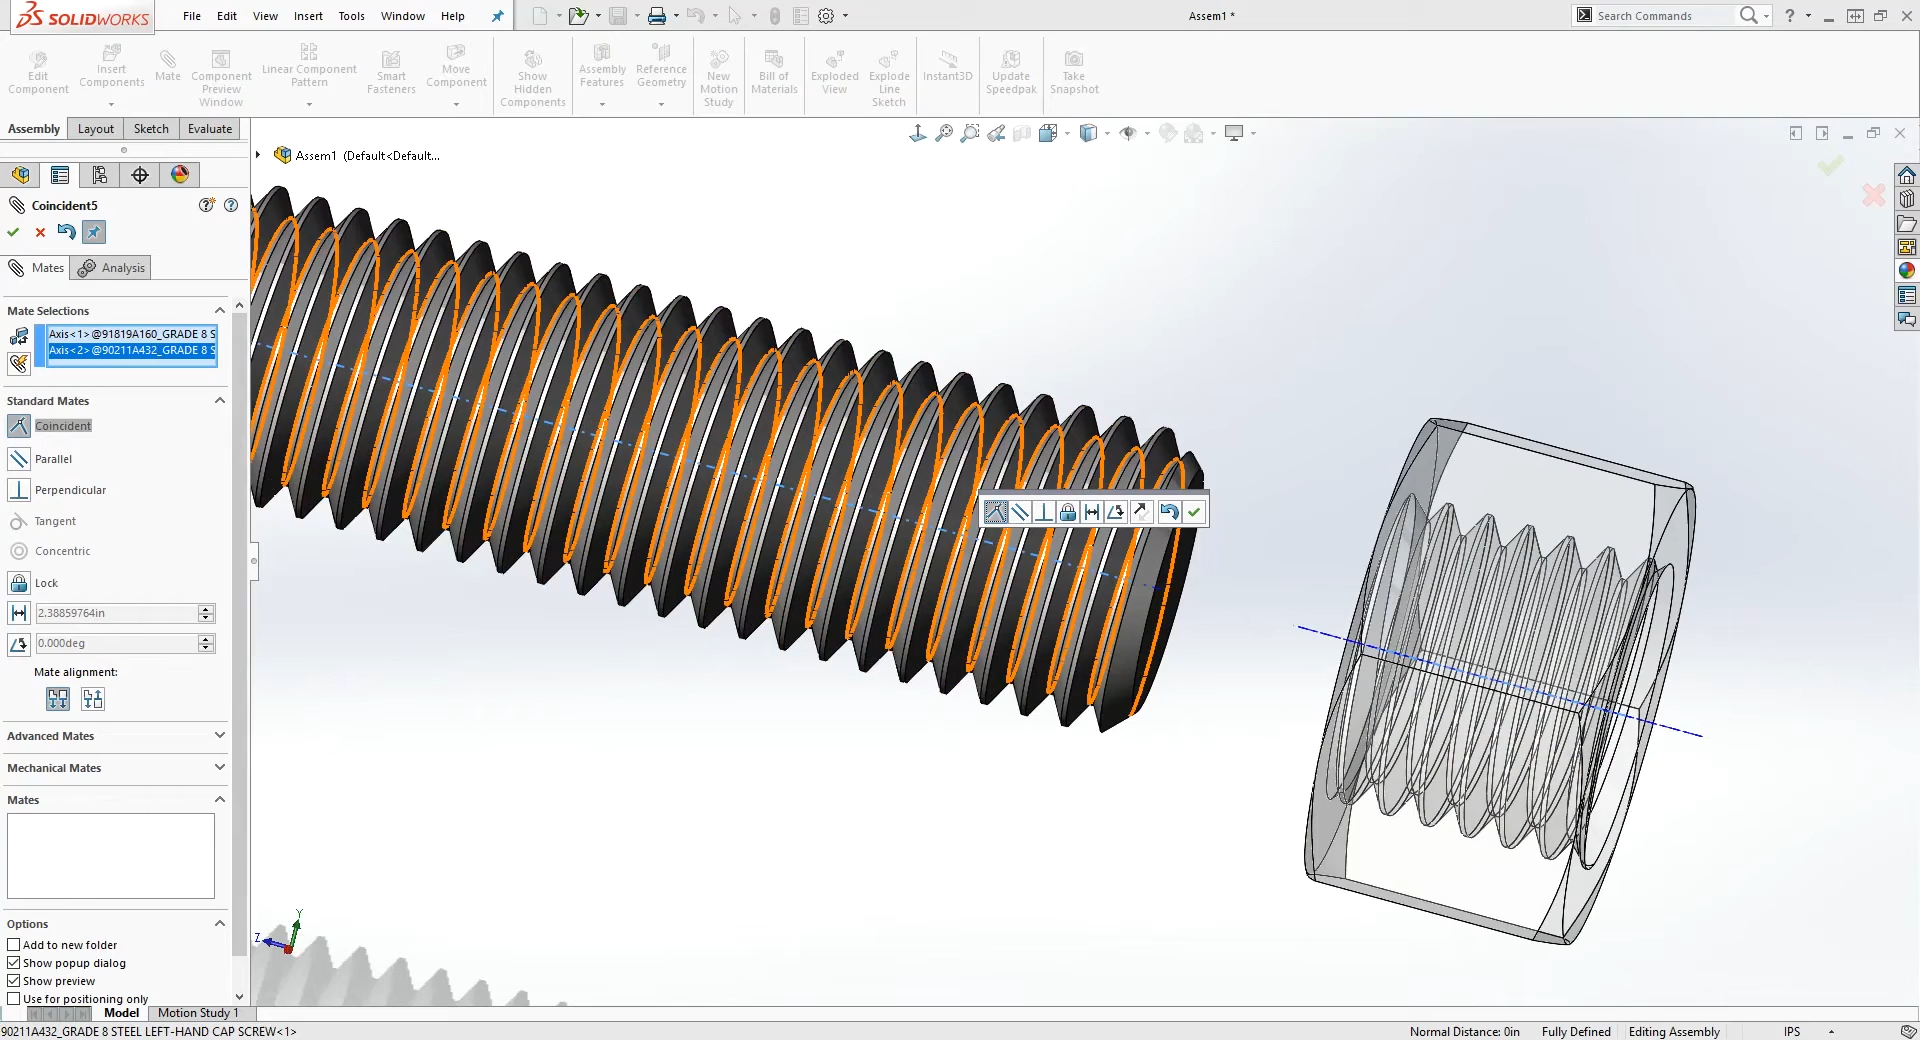 SOLIDWORKS
File Edit View Insert Tools Window Help
Assem1 *
Search Commands
Edit Component
Insert Components
Mate
Component Preview Window
Linear Component Pattern
Smart Fasteners
Move Component
Show Hidden Components
Assembly Features
Reference Geometry
New Motion Study
Bill of Materials
Exploded View
Explode Line Sketch
Instant3D
Update Speedpak
Take Snapshot
Assembly Layout Sketch Evaluate
Assem1 (Default<Default...
Coincident5
Mates Analysis
Mate Selections
Axis<1>@91819A160_GRADE 8 S
Axis<2>@90211A432_GRADE 8 S
Standard Mates
Coincident
Parallel
Perpendicular
Tangent
Concentric
Lock
2.38859764in
0.000deg
Mate alignment:
Advanced Mates
Mechanical Mates
Mates
Options
Add to new folder
Show popup dialog
Show preview
Use for positioning only
Y
Z
Model Motion Study 1
90211A432_GRADE 8 STEEL LEFT-HAND CAP SCREW<1>
Normal Distance: 0in Fully Defined Editing Assembly IPS